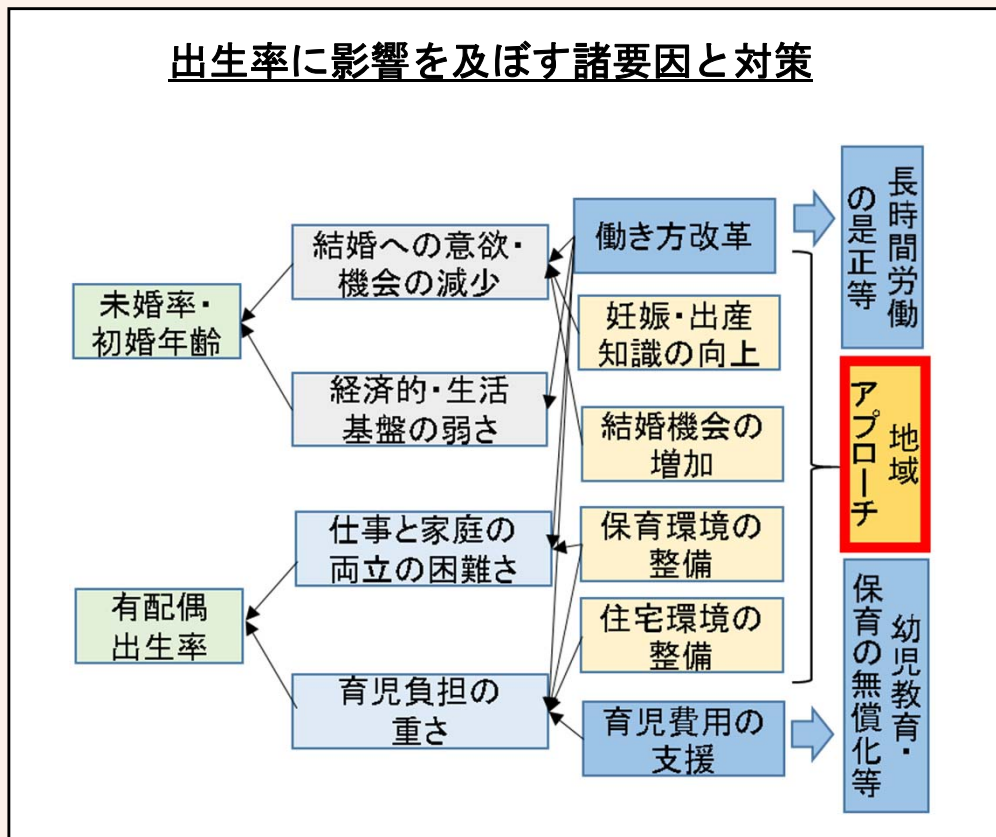 出生率に影響を及ぼす諸要因と対策
未婚率・
初婚年齢
有配偶
出生率
結婚への意欲・
機会の減少
経済的・生活
基盤の弱さ
仕事と家庭の
両立の困難さ
育児負担の
重さ
働き方改革
妊娠・出産
知識の向上
結婚機会の
増加
保育環境の
整備
住宅環境の
整備
育児費用の
支援
長時間労働
の是正等
地域
アプローチ
幼児教育・
保育の無償化等